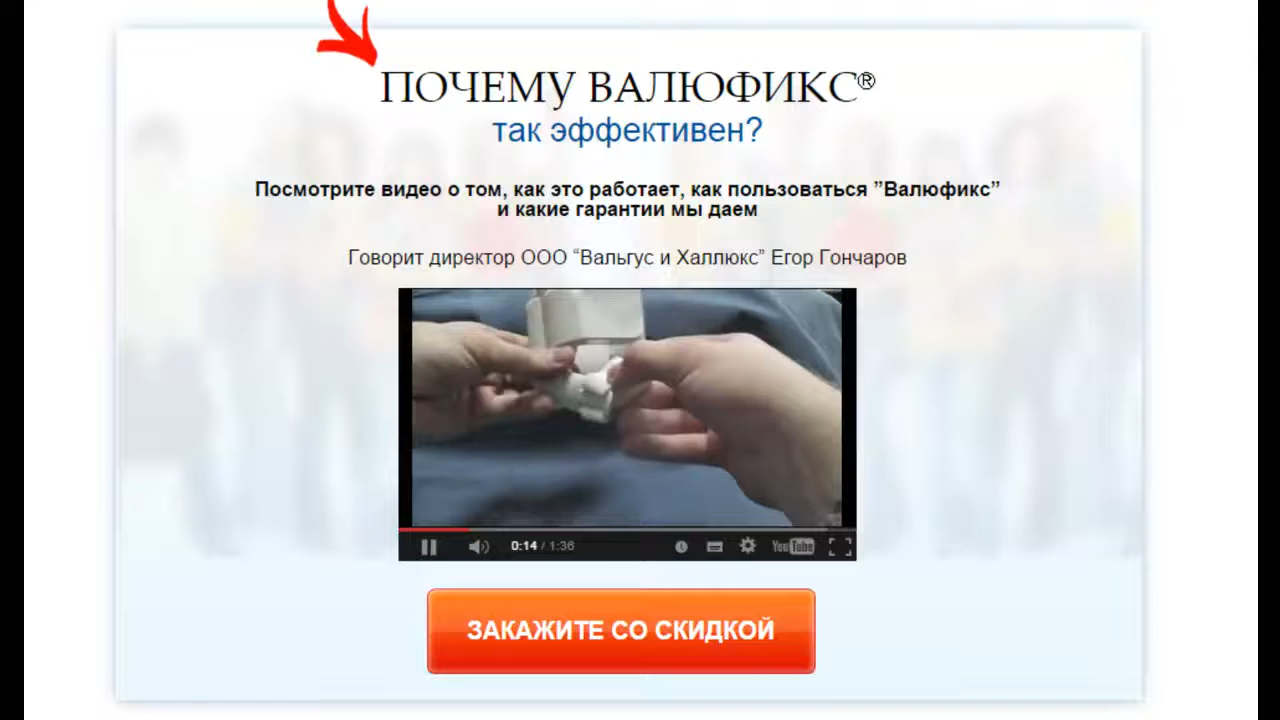 ПОЧЕМУ ВАЛЮФИКС®
так эффективен?
Посмотрите видео о том, как это работает, как пользоваться ”Валюфикс”
и какие гарантии мы даем
Говорит директор ООО “Вальгус и Халлюкс” Егор Гончаров
0:14 / 1:36
YouTube
ЗАКАЖИТЕ СО СКИДКОЙ